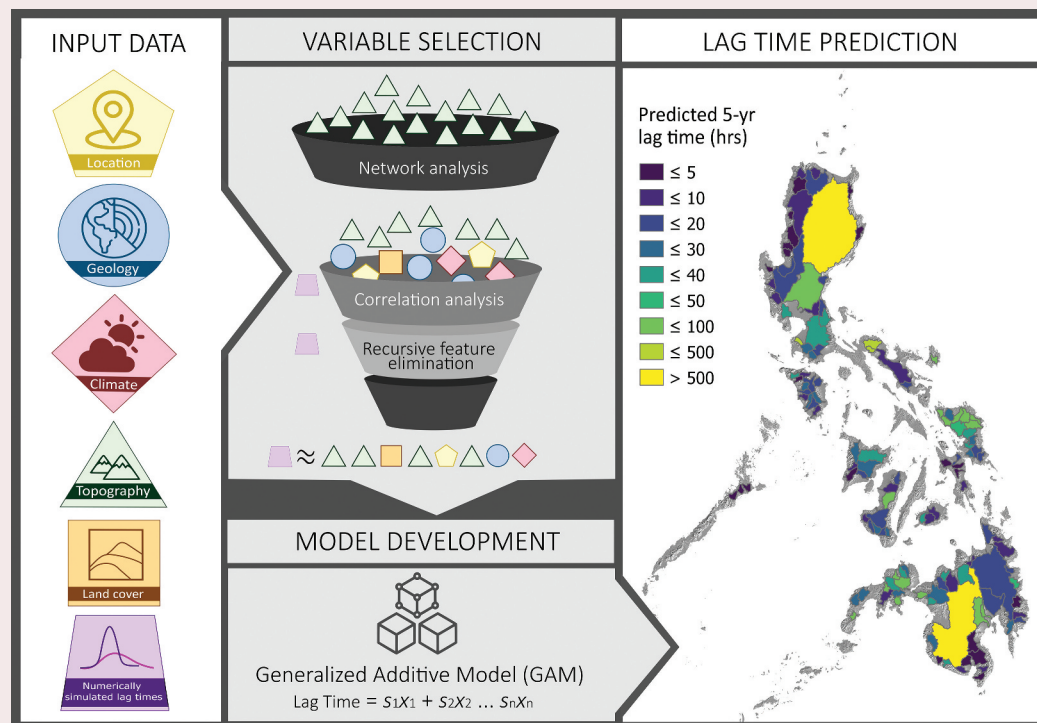 INPUT DATA
Location
Geology
Climate
Topography
Land cover
Numerically
simulated lag times
VARIABLE SELECTION
Network analysis
Correlation analysis
Recursive feature
elimination
≈
MODEL DEVELOPMENT
Generalized Additive Model (GAM)
Lag Time = s1x1 + s2x2 ... snxn
LAG TIME PREDICTION
Predicted 5-yr
lag time (hrs)
≤ 5
≤ 10
≤ 20
≤ 30
≤ 40
≤ 50
≤ 100
≤ 500
> 500